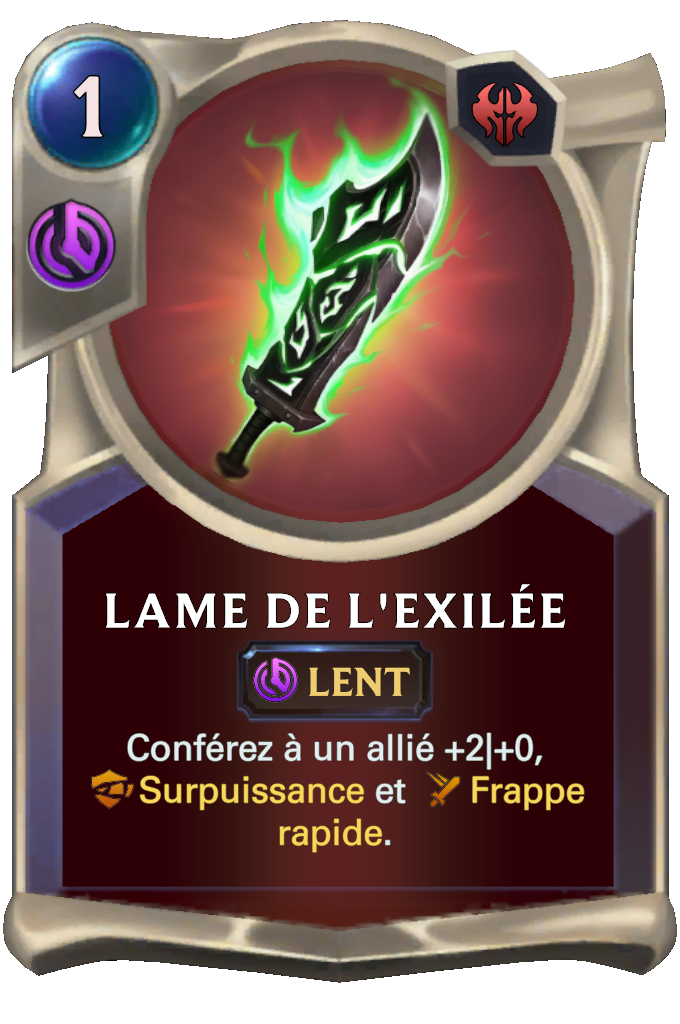 1
LAME DE L'EXILÉE
LENT
Conférez à un allié +2|+0,
Surpuissance et Frappe
rapide.